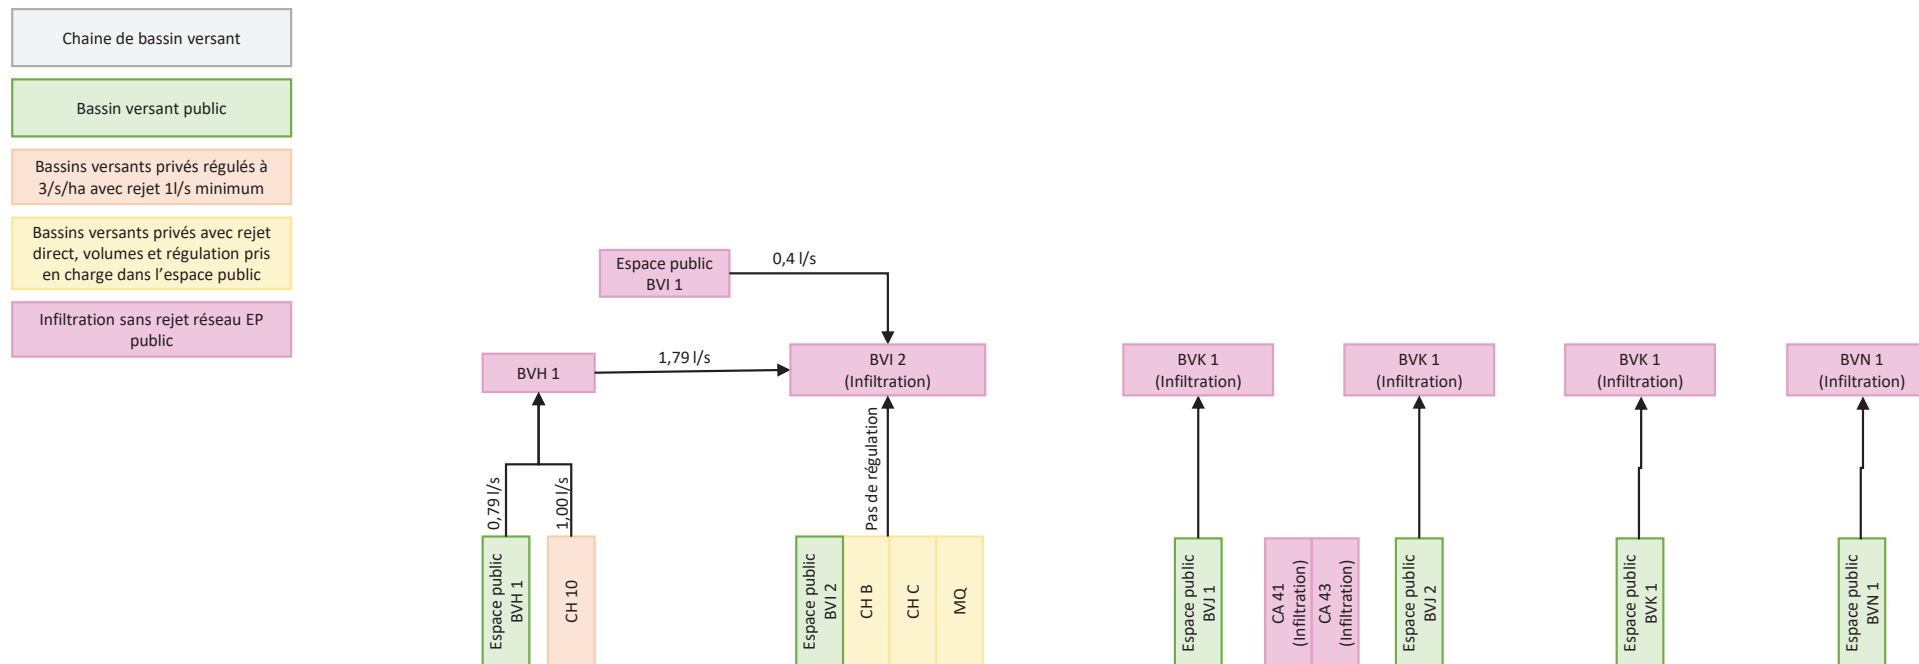 Chaine de bassin versant
Bassin versant public
Bassins versants privés régulés à
3/s/ha avec rejet 1l/s minimum
Bassins versants privés avec rejet
direct, volumes et régulation pris
en charge dans l'espace public
Infiltration sans rejet réseau EP
public
Espace public
BVI 1
0,4 l/s
BVH 1
1,79 l/s
BVI 2
(Infiltration)
BVK 1
(Infiltration)
BVK 1
(Infiltration)
BVK 1
(Infiltration)
BVN 1
(Infiltration)
0,79 l/s
1,00 l/s
Pas de régulation
Espace public
BVH 1
CH 10
Espace public
BVI 2
CH B
CH C
MQ
Espace public
BVJ 1
CA 41
(Infiltration)
CA 43
(Infiltration)
Espace public
BVJ 2
Espace public
BVK 1
Espace public
BVN 1